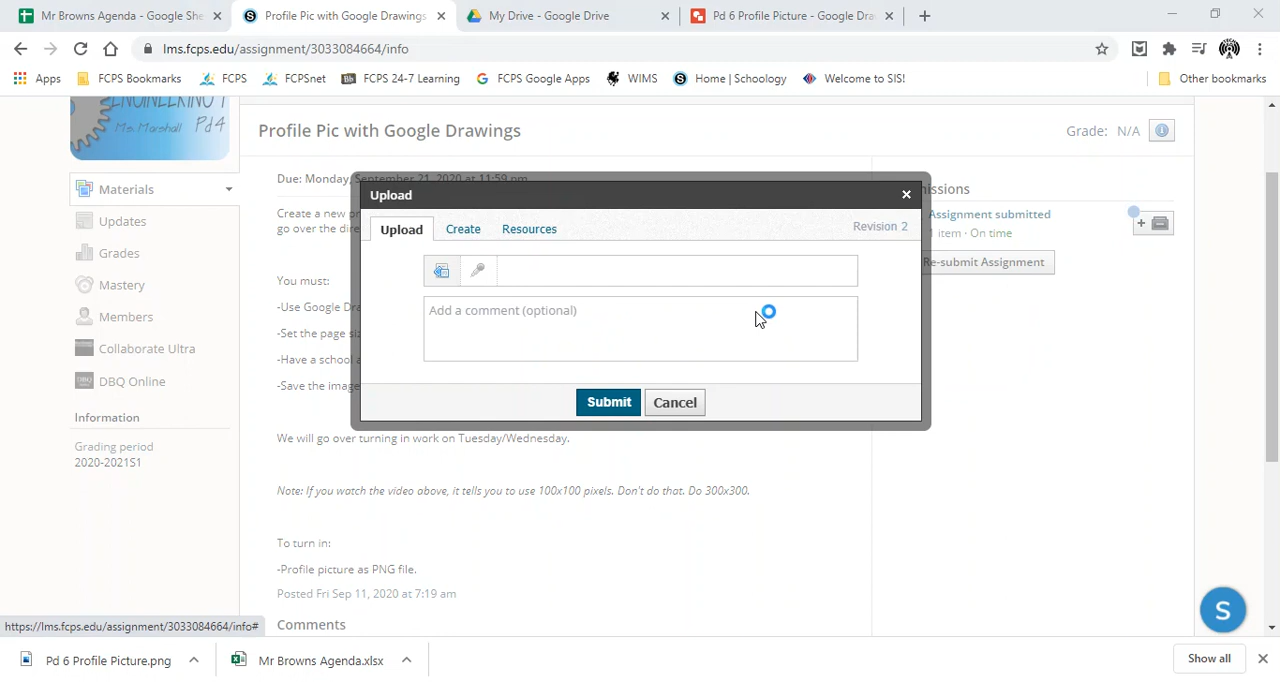 Mr Browns Agenda - Google She
Profile Pic with Google Drawings
My Drive - Google Drive
Pd 6 Profile Picture - Google Dra
lms.fcps.edu/assignment/3033084664/info
Apps
FCPS Bookmarks
FCPS
FCPSnet
Bb
FCPS 24-7 Learning
G
FCPS Google Apps
WIMS
S
Home | Schoology
Welcome to SIS!
Other bookmarks
ENGINEERING 1
Ms. Marshall Pd 4
Profile Pic with Google Drawings
Grade: N/A
Materials
Updates
Grades
Mastery
Members
Collaborate Ultra
DBQ Online
Information
Grading period
2020-2021S1
Due: Monday, September 21, 2020 at 11:59 pm
Create a new pr
go over the dire
You must:
-Use Google Dra
-Set the page si
-Have a school a
-Save the image
We will go over turning in work on Tuesday/Wednesday.
Note: If you watch the video above, it tells you to use 100x100 pixels. Don't do that. Do 300x300.
To turn in:
-Profile picture as PNG file.
Posted Fri Sep 11, 2020 at 7:19 am
Comments
Upload
Upload
Create
Resources
Revision 2
Add a comment (optional)
Submit
Cancel
issions
Assignment submitted
1 item · On time
Re-submit Assignment
S
https://lms.fcps.edu/assignment/3033084664/info#
Pd 6 Profile Picture.png
Mr Browns Agenda.xlsx
Show all